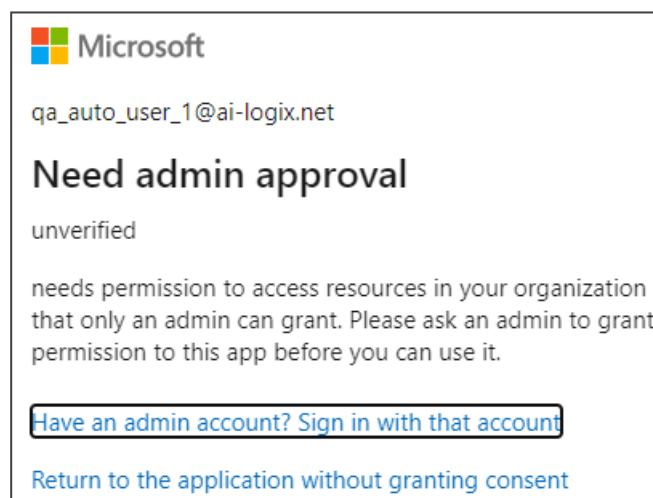 Microsoft
qa_auto_user_1@ai-logix.net
Need admin approval
unverified
needs permission to access resources in your organization
that only an admin can grant. Please ask an admin to grant
permission to this app before you can use it.
Have an admin account? Sign in with that account
Return to the application without granting consent